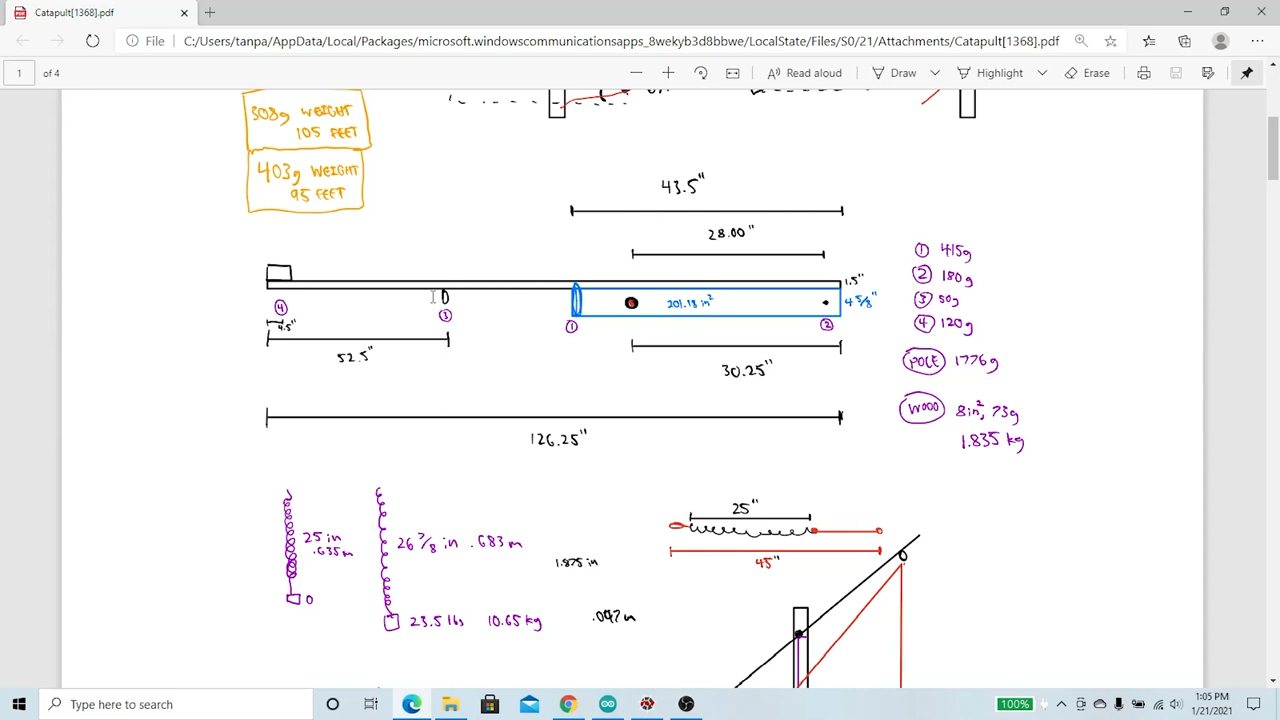 Catapult[1368].pdf
File
C:/Users/tanpa/AppData/Local/Packages/microsoft.windowscommunicationsapps_8wekyb3d8bbwe/LocalState/Files/S0/21/Attachments/Catapult[1368].pdf
1 of 4
Read aloud
Draw
Highlight
Erase
308g WEIGHT
105 FEET
403g WEIGHT
95 FEET
43.5"
28.00"
1.5"
201.18 in²
4 5/8"
4
3
1
2
4.5"
52.5"
30.25"
126.25"
1 415g
2 180g
3 50g
4 120g
POLE 1776g
WOOD 8in², 73g
1.835 kg
25 in
.635m
0
26 7/8 in .683m
23.5 lbs 10.65 kg
1.875 in
.047m
25"
45"
Type here to search
100%
1:05 PM
1/21/2021